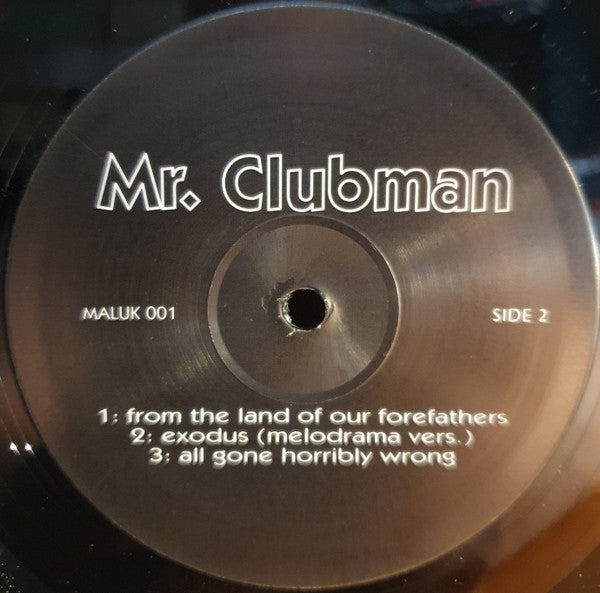 Mr. Clubman
MALUK 001
SIDE 2
1: from the land of our forefathers
2: exodus (melodrama vers.)
3: all gone horribly wrong